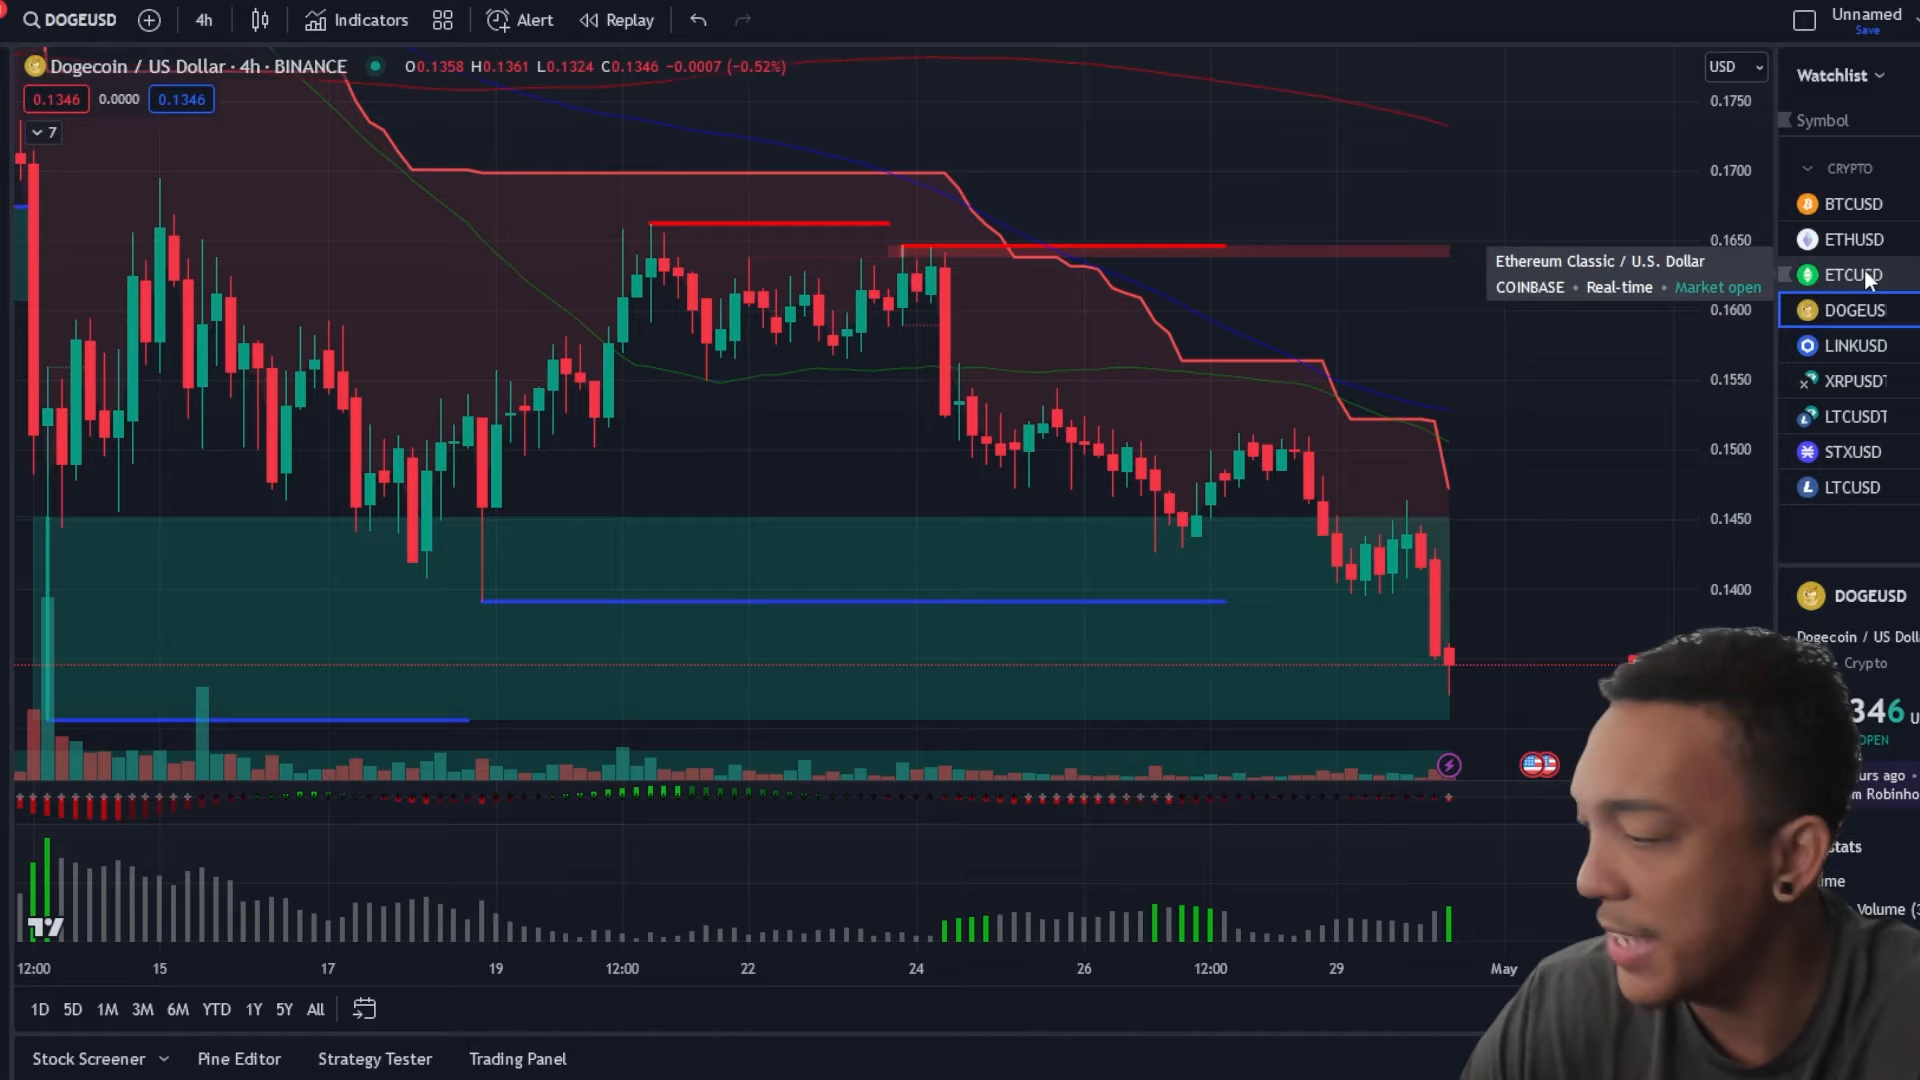 DOGEUSD 4h Indicators Alert Replay Unnamed
Save
Dogecoin / US Dollar · 4h · BINANCE O0.1358 H0.1361 L0.1324 C0.1346 −0.0007 (−0.52%)
0.1346 0.0000 0.1346
7
USD
0.1750
0.1700
0.1650
0.1600
0.1550
0.1500
0.1450
0.1400
Ethereum Classic / U.S. Dollar
COINBASE • Real-time • Market open
Watchlist
Symbol
CRYPTO
BTCUSD
ETHUSD
ETCUSD
DOGEUS
LINKUSD
XRPUSDT
LTCUSDT
STXUSD
LTCUSD
DOGEUSD
Dogecoin / US Dolla
• Crypto
346 U
OPEN
urs ago •
m Robinho
stats
ume
Volume (3
12:00 15 17 19 12:00 22 24 26 12:00 29 May
1D 5D 1M 3M 6M YTD 1Y 5Y All
Stock Screener Pine Editor Strategy Tester Trading Panel